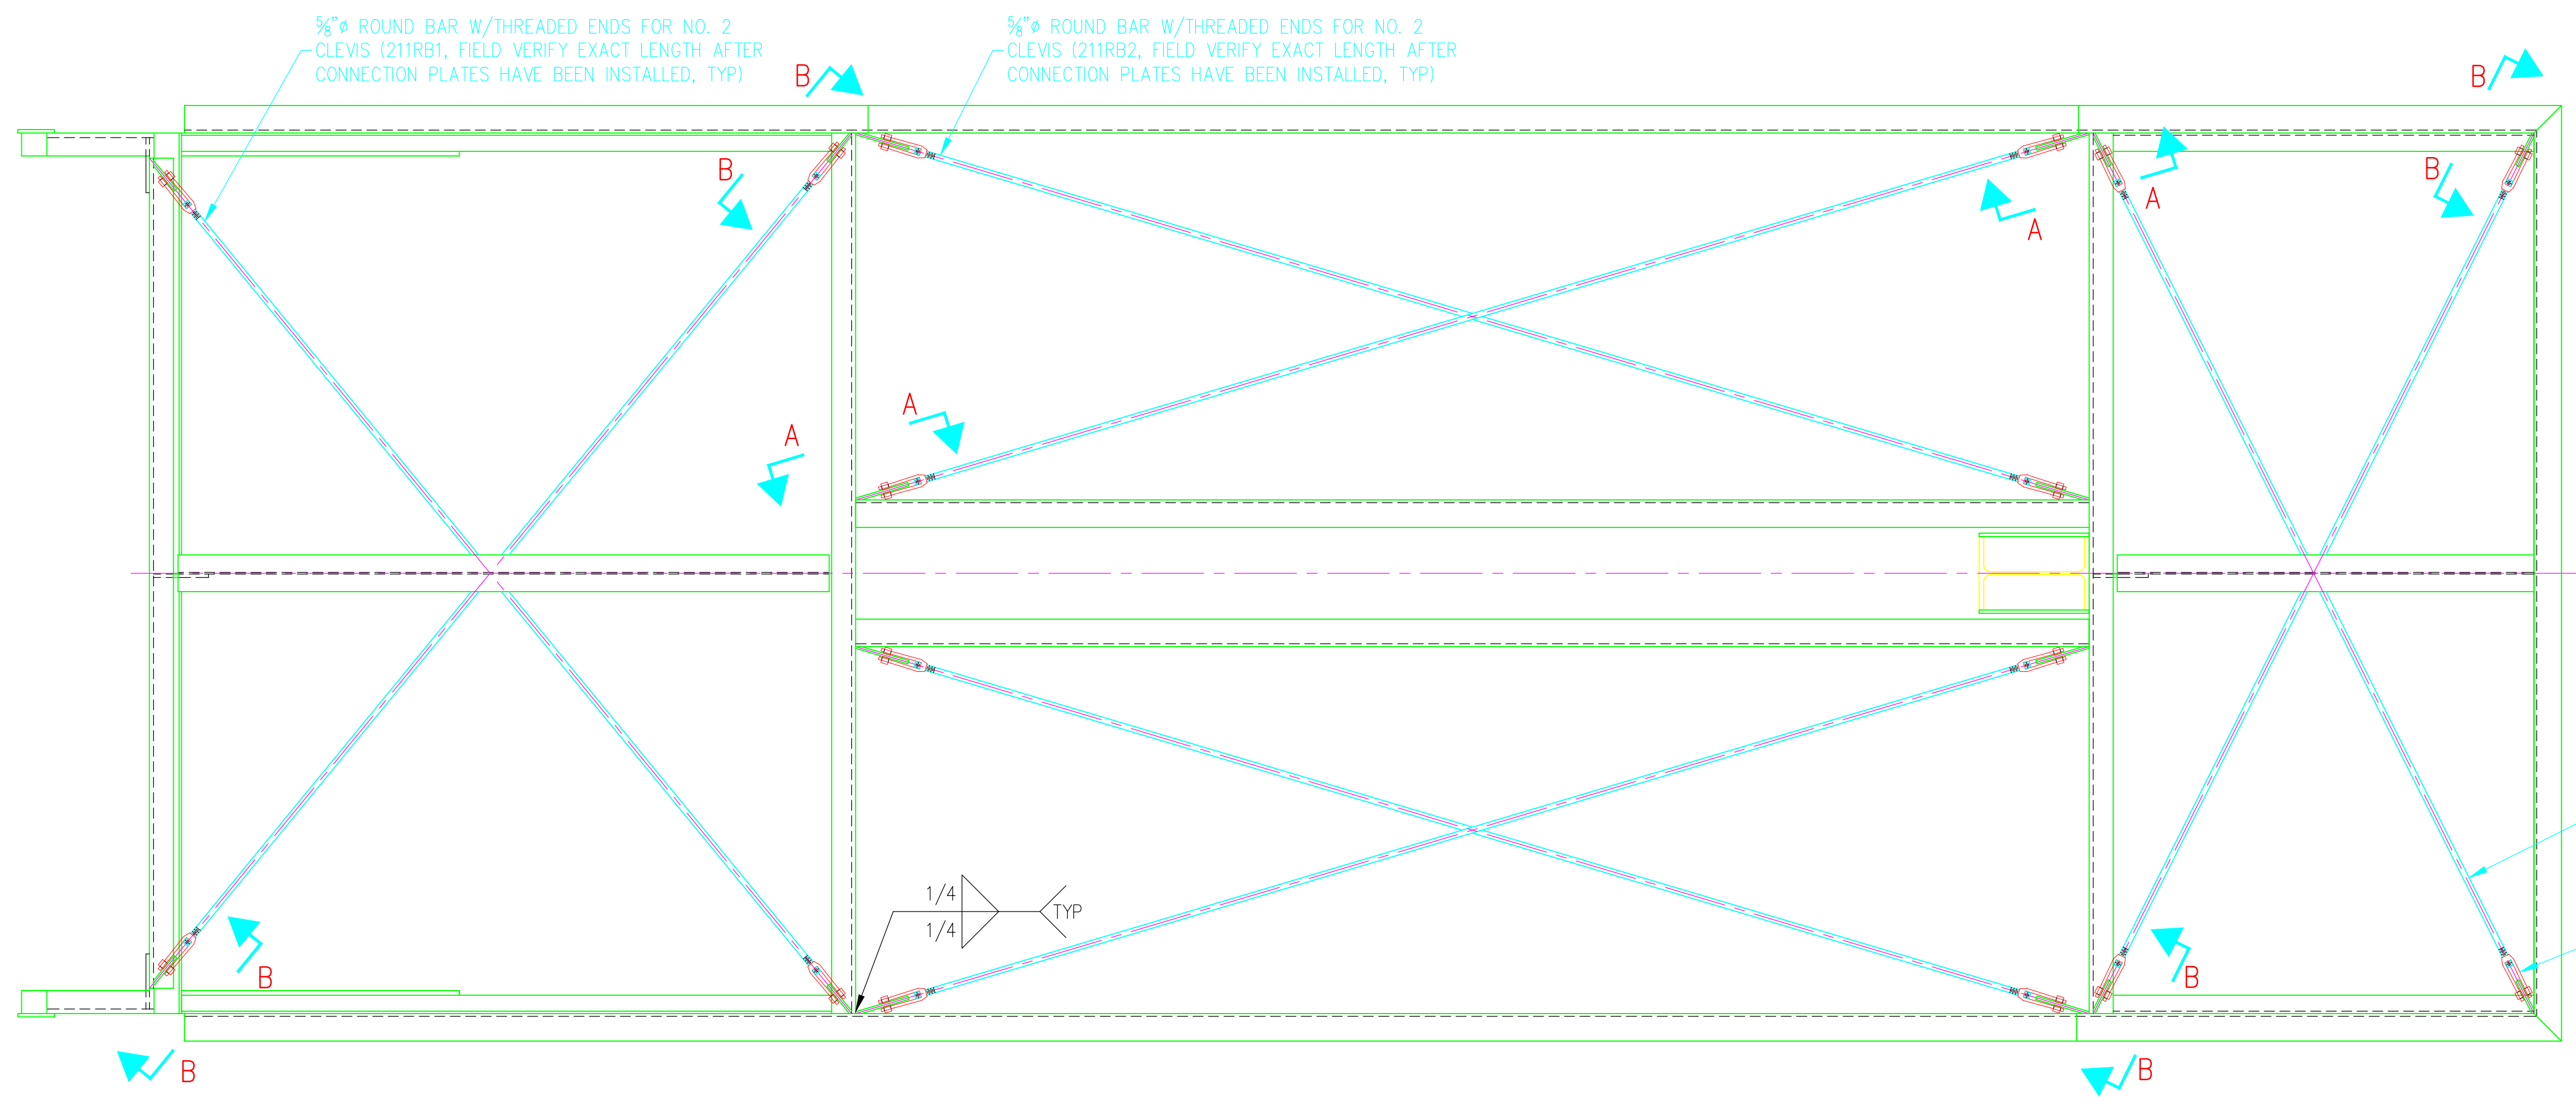 ⅝"ø ROUND BAR W/THREADED ENDS FOR NO. 2
CLEVIS (211RB1, FIELD VERIFY EXACT LENGTH AFTER
CONNECTION PLATES HAVE BEEN INSTALLED, TYP)
⅝"ø ROUND BAR W/THREADED ENDS FOR NO. 2
CLEVIS (211RB2, FIELD VERIFY EXACT LENGTH AFTER
CONNECTION PLATES HAVE BEEN INSTALLED, TYP)
B
B
B
B
A
A
A
A
1/4
1/4
TYP
B
B
B
B